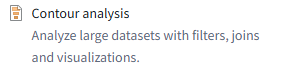 Contour analysis
Analyze large datasets with filters, joins
and visualizations.